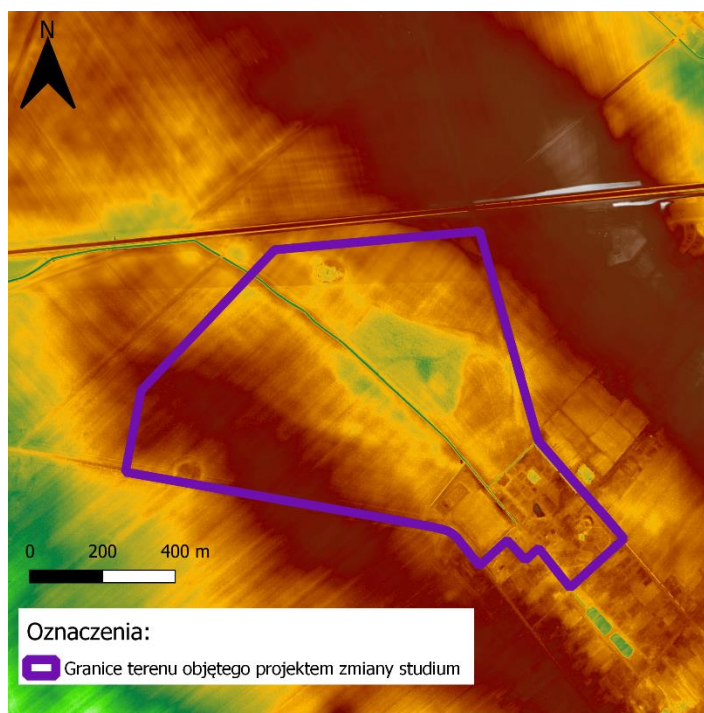 N
0 200 400 m
Oznaczenia:
Granice terenu objętego projektem zmiany studium